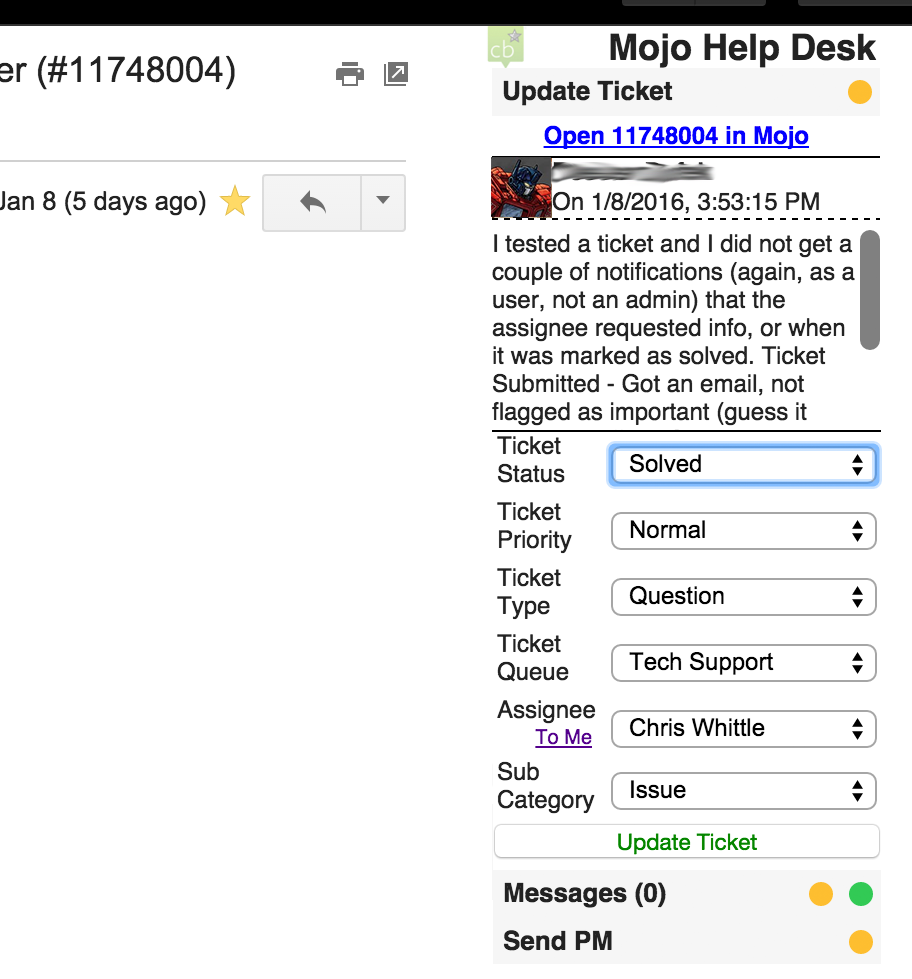 er (#11748004)
Jan 8 (5 days ago)
cb
Mojo Help Desk
Update Ticket
Open 11748004 in Mojo
On 1/8/2016, 3:53:15 PM
I tested a ticket and I did not get a
couple of notifications (again, as a
user, not an admin) that the
assignee requested info, or when
it was marked as solved. Ticket
Submitted - Got an email, not
flagged as important (guess it
Ticket
Status
Solved
Ticket
Priority
Normal
Ticket
Type
Question
Ticket
Queue
Tech Support
Assignee
To Me
Chris Whittle
Sub
Category
Issue
Update Ticket
Messages (0)
Send PM